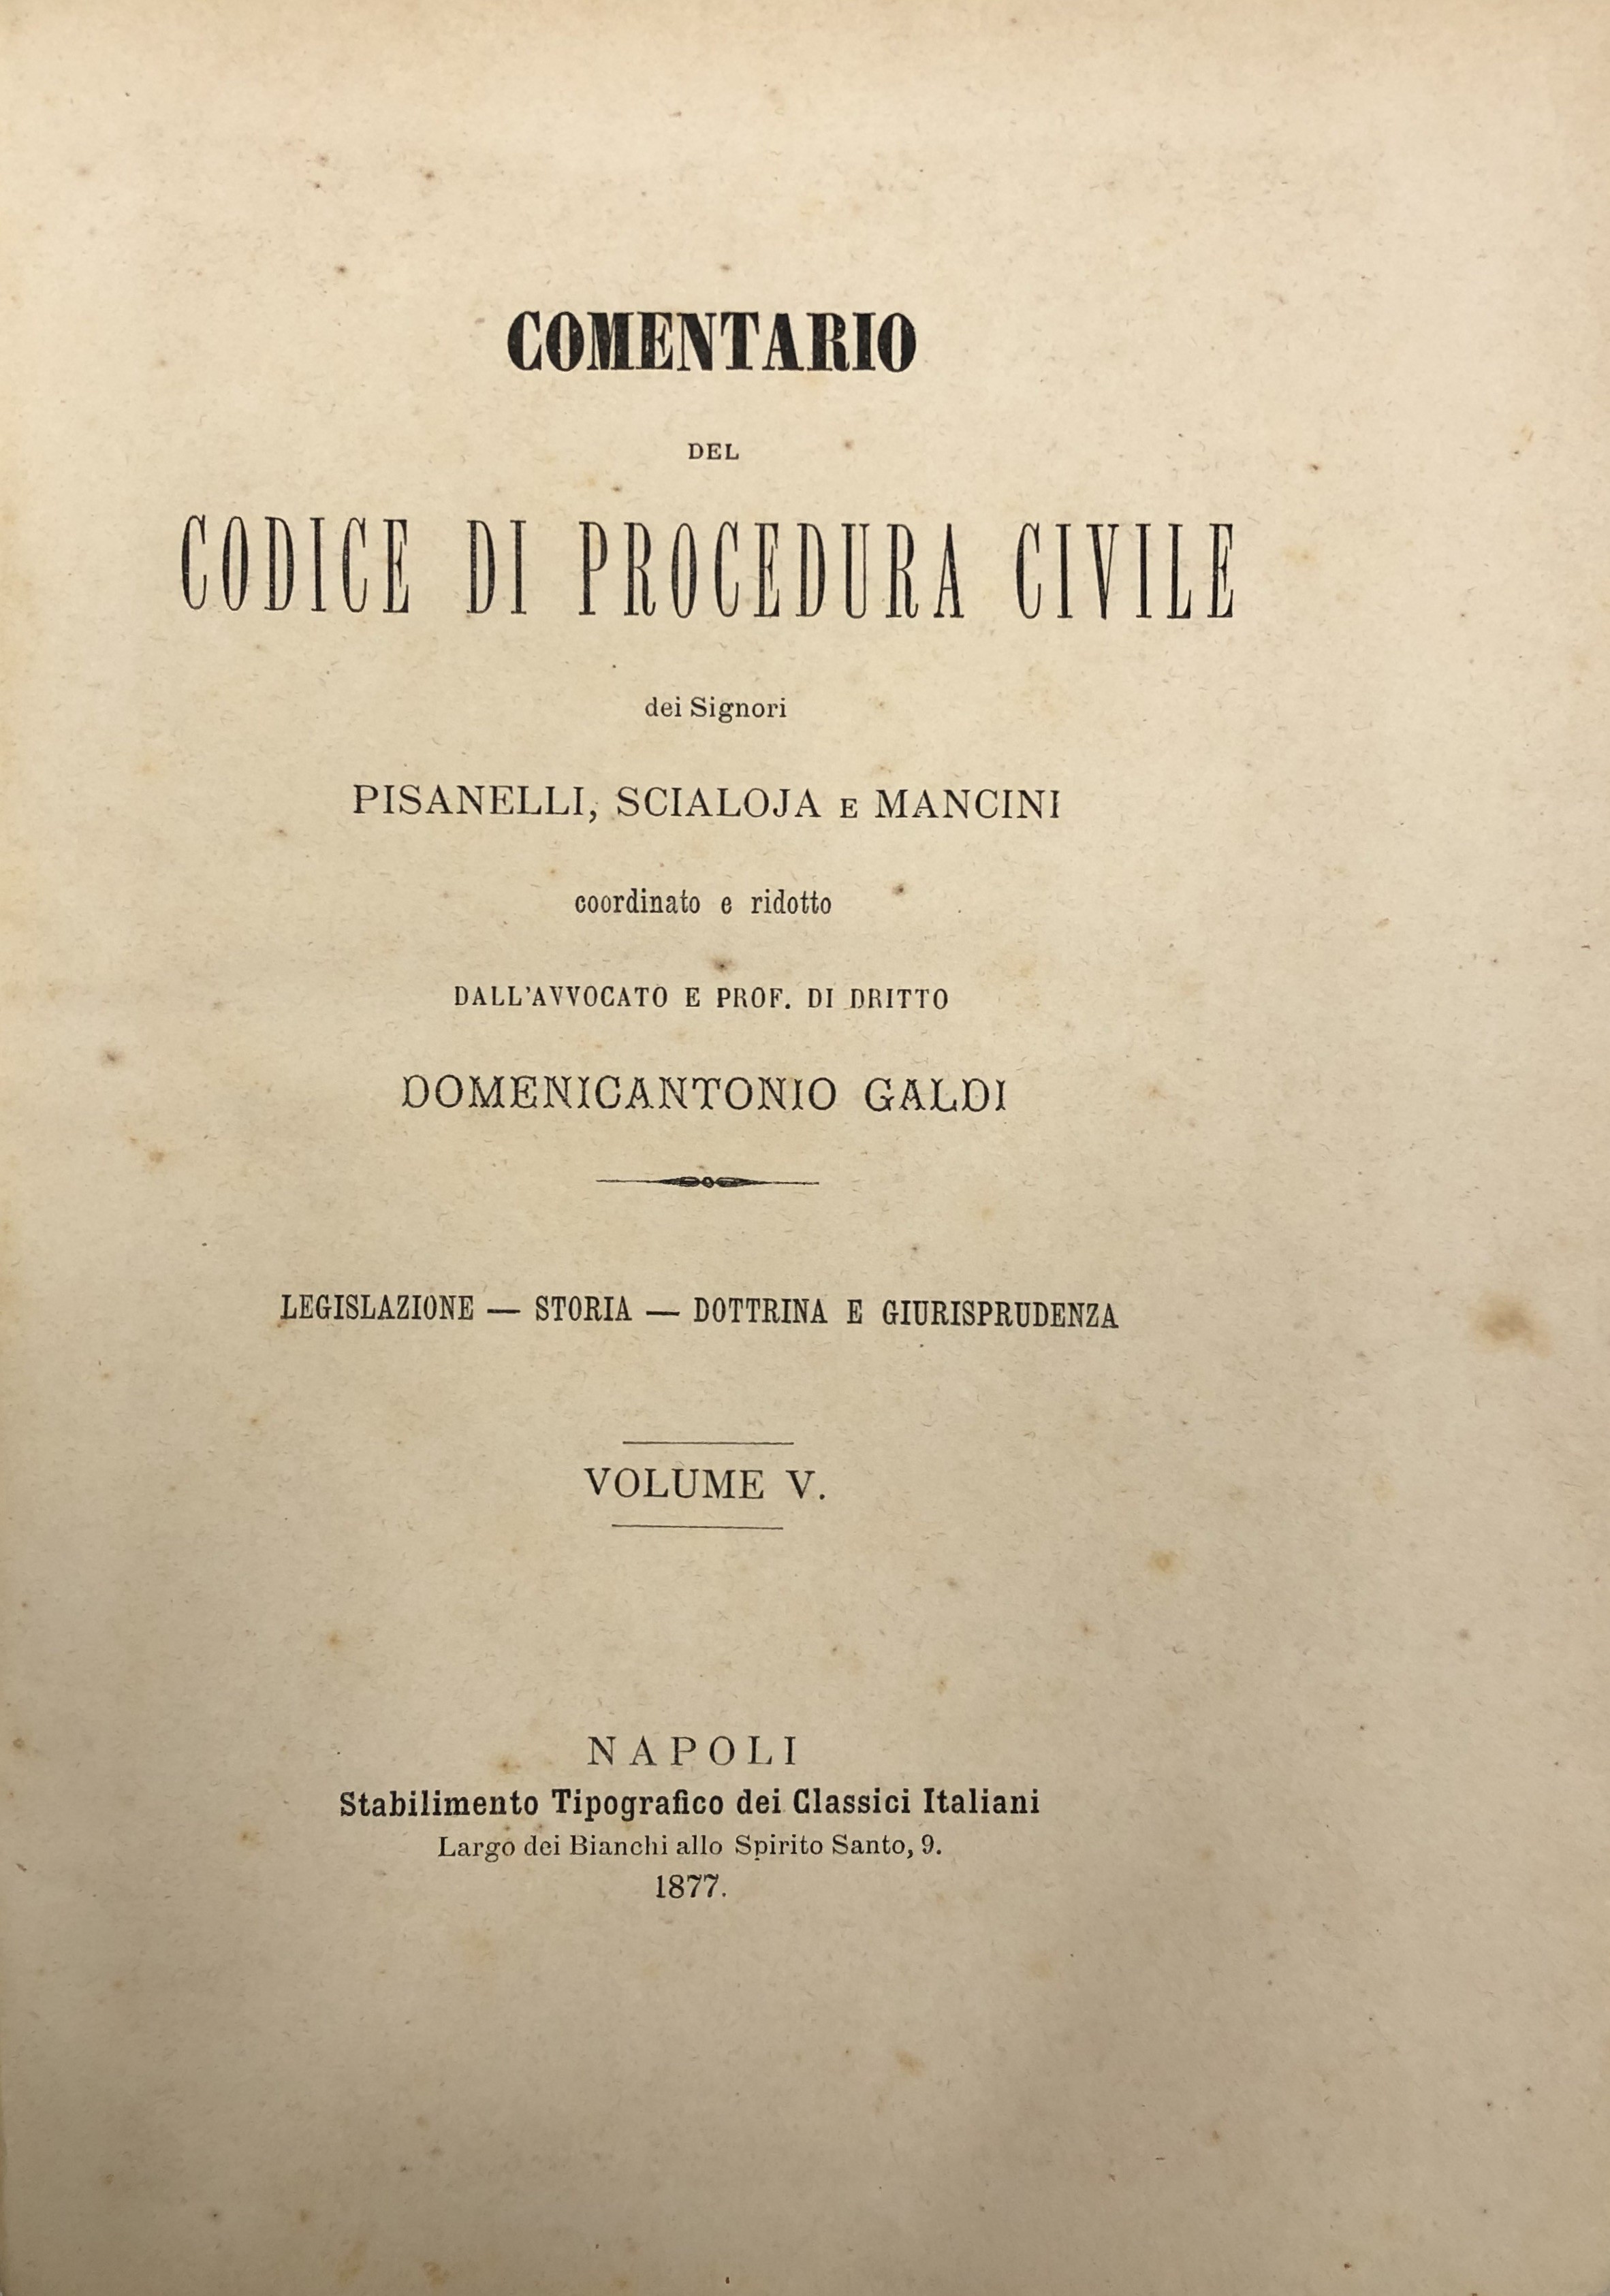 COMENTARIO
DEL
CODICE DI PROCEDURA CIVILE
dei Signori
PISANELLI, SCIALOJA E MANCINI
coordinato e ridotto
DALL'AVVOCATO E PROF. DI DRITTO
DOMENICANTONIO GALDI
LEGISLAZIONE — STORIA — DOTTRINA E GIURISPRUDENZA
VOLUME V.
NAPOLI
Stabilimento Tipografico dei Classici Italiani
Largo dei Bianchi allo Spirito Santo, 9.
1877.